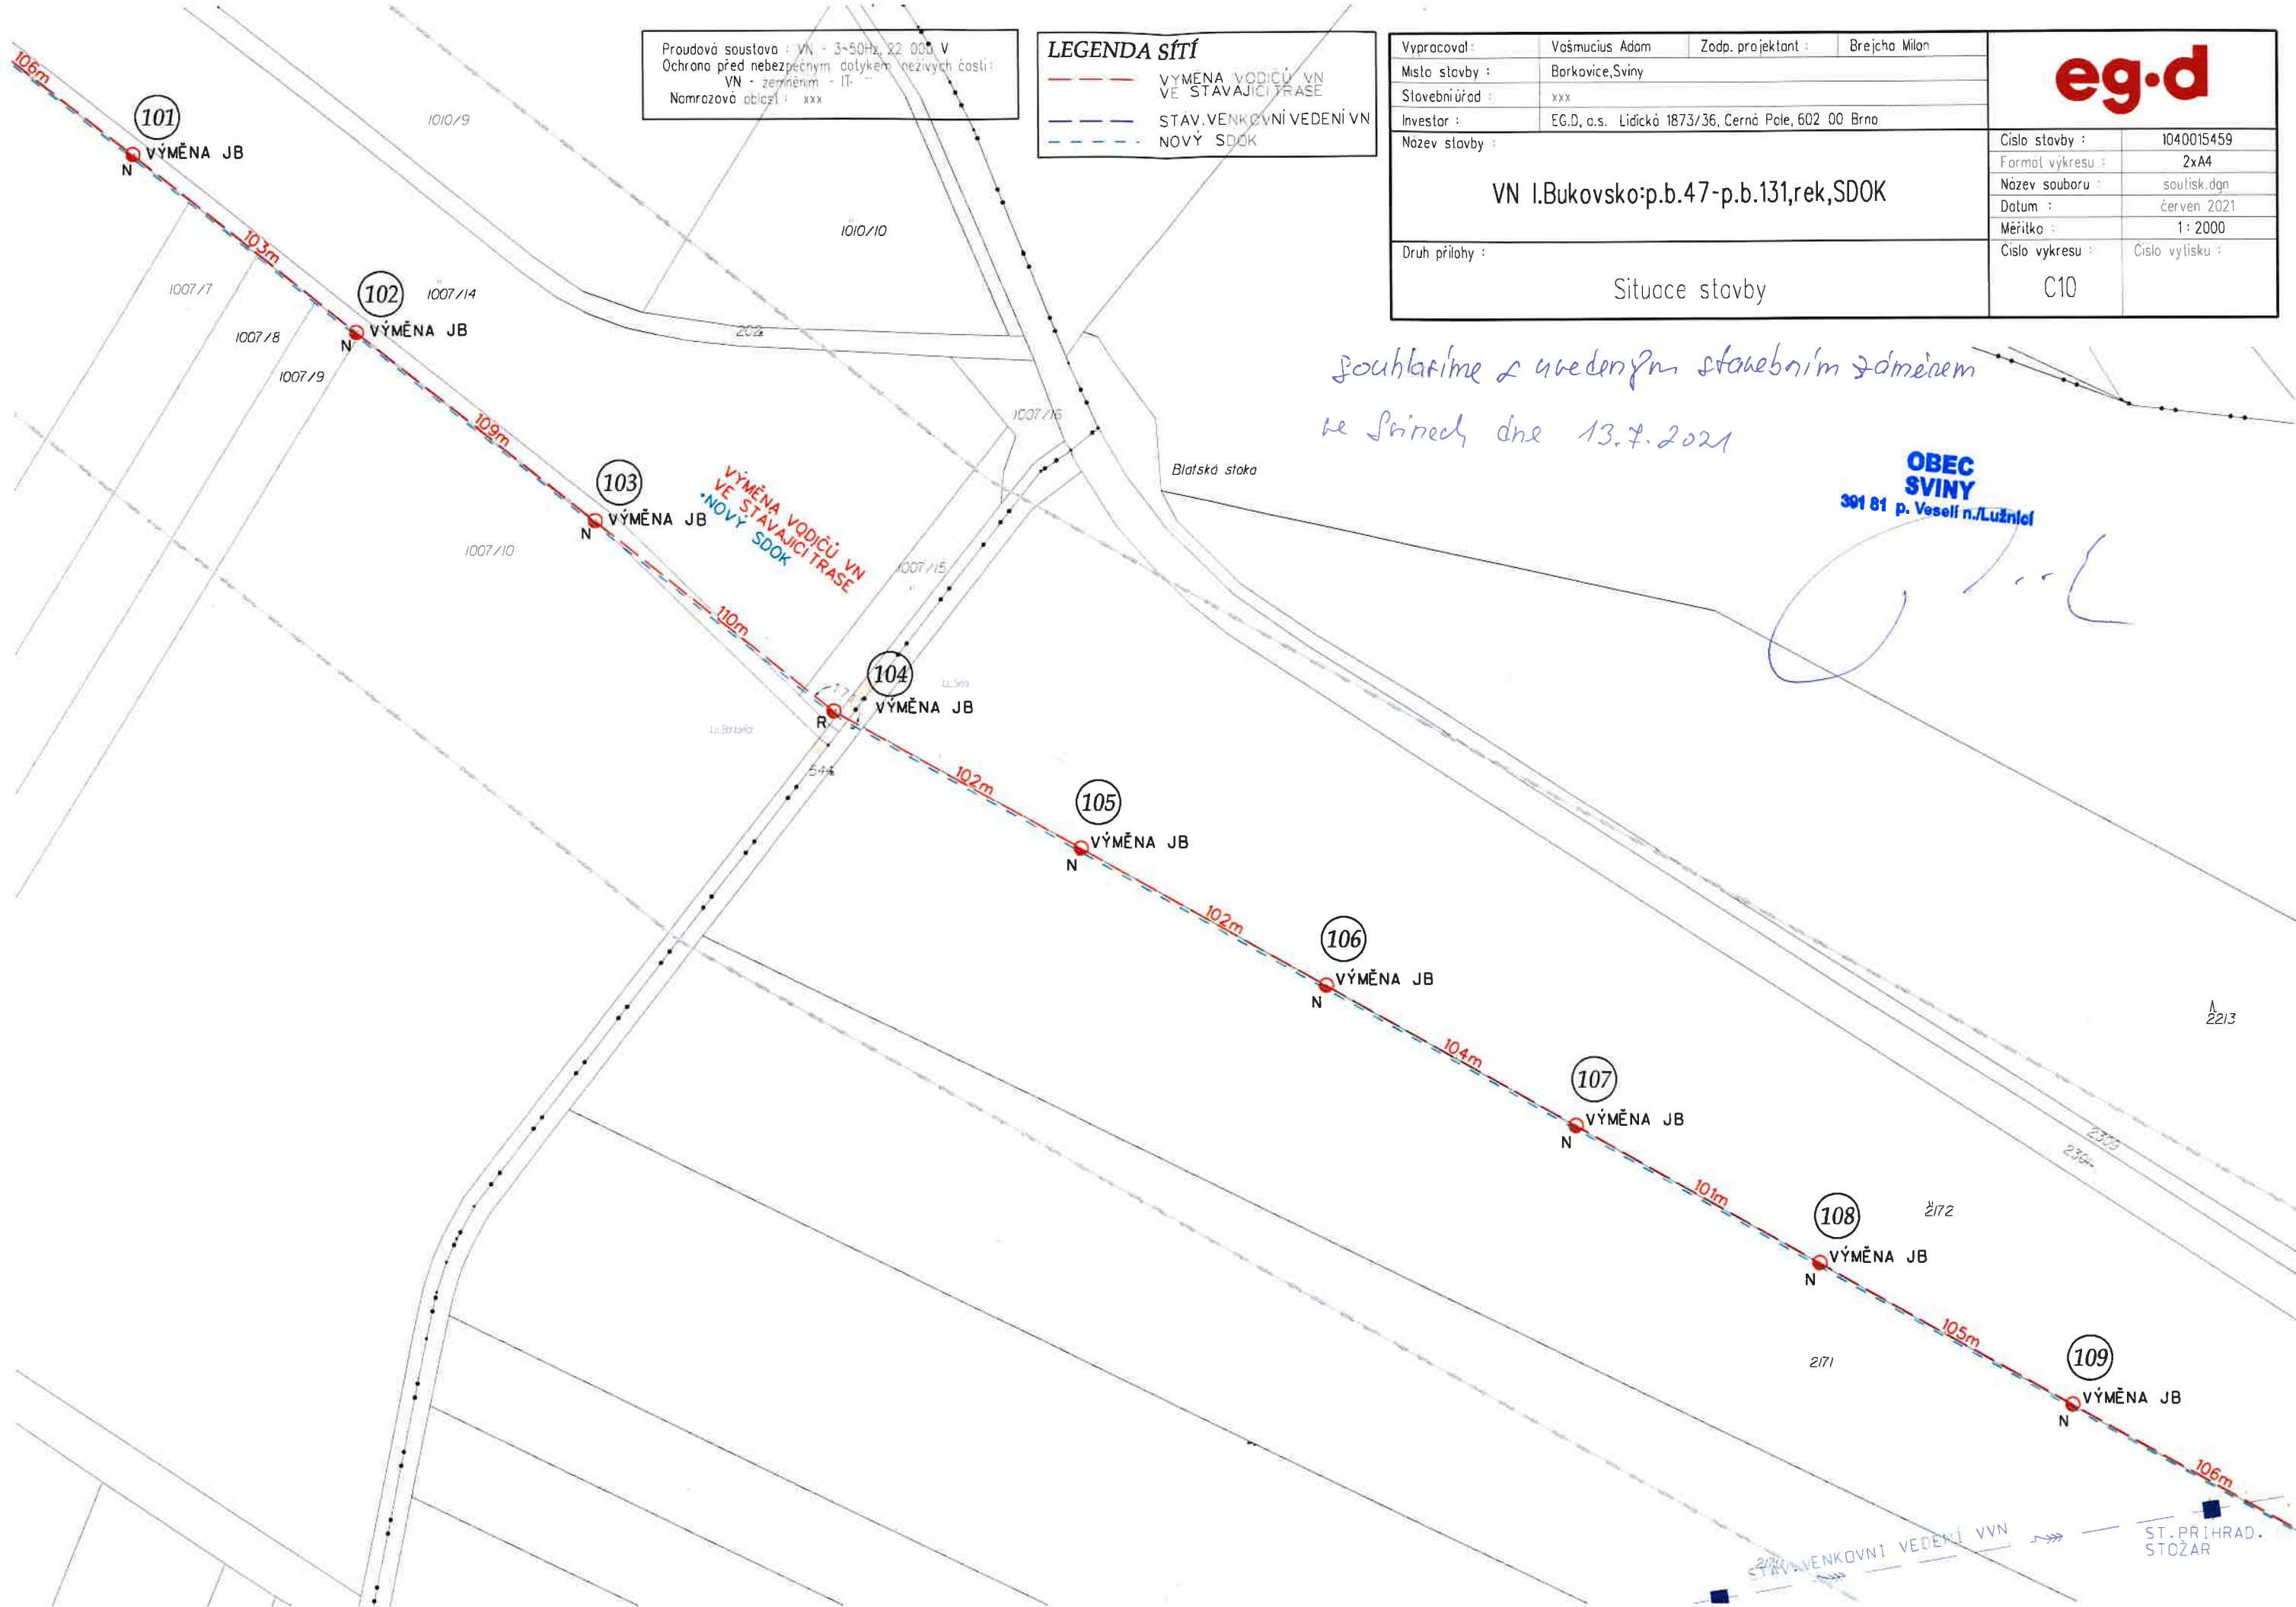 Proudová soustava : VN - 3~50Hz, 22 000 V
Ochrana před nebezpečným dotykem neživých částí:
VN - zemněním - IT-
Namrazová oblast : xxx
LEGENDA SÍTÍ
VÝMĚNA VODIČŮ VN
VE STÁVAJÍCÍ TRASE
STÁV.VENKOVNÍ VEDENÍ VN
NOVÝ SDOK
Vypracoval : Vašmucius Adam Zodp. projektant : Brejcha Milan
Místo stavby : Borkovice,Sviny
Stavební úřad : xxx
Investor : EG.D, a.s. Lidická 1873/36, Černá Pole, 602 00 Brno
Název stavby :
VN l.Bukovsko:p.b.47-p.b.131,rek,SDOK
Druh přílohy :
Situace stavby
eg·d
Číslo stavby : 1040015459
Formát výkresu : 2xA4
Název souboru : soutisk.dgn
Datum : červen 2021
Měřítko : 1 : 2000
Číslo výkresu : Číslo výtisku :
C10
souhlasíme s uvedeným stavebním záměrem
ve Svinech dne 13.7.2021
OBEC
SVINY
391 81 p. Veselí n./Lužnicí
106m
101
VÝMĚNA JB
N
1010/9
103m
1010/10
1007/7
102
1007/14
VÝMĚNA JB
N
1007/8
1007/9
202
1007/16
109m
Blatská stoka
103
VÝMĚNA JB
N
VÝMĚNA VODIČŮ VN
VE STÁVAJÍCÍ TRASE
+NOVÝ SDOK
1007/10
1007/15
110m
104
VÝMĚNA JB
R
k.ú. Sviny
k.ú. Borkovice
102m
105
VÝMĚNA JB
N
102m
106
VÝMĚNA JB
N
2213
104m
107
VÝMĚNA JB
N
2309
101m
108
2172
VÝMĚNA JB
N
105m
2171
109
VÝMĚNA JB
N
106m
STÁV.VENKOVNÍ VEDENÍ VVN
ST.PŘÍHRAD.
STOŽÁR